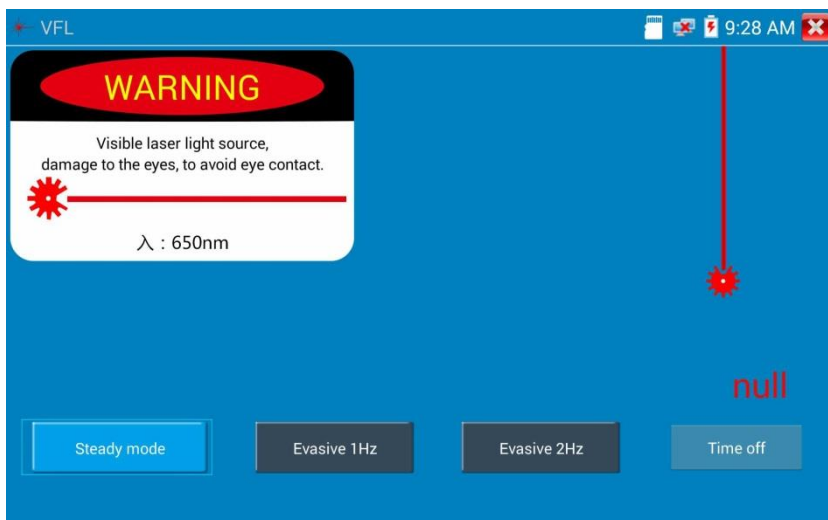 VFL
9:28 AM
WARNING
Visible laser light source,
damage to the eyes, to avoid eye contact.
入 : 650nm
null
Steady mode
Evasive 1Hz
Evasive 2Hz
Time off